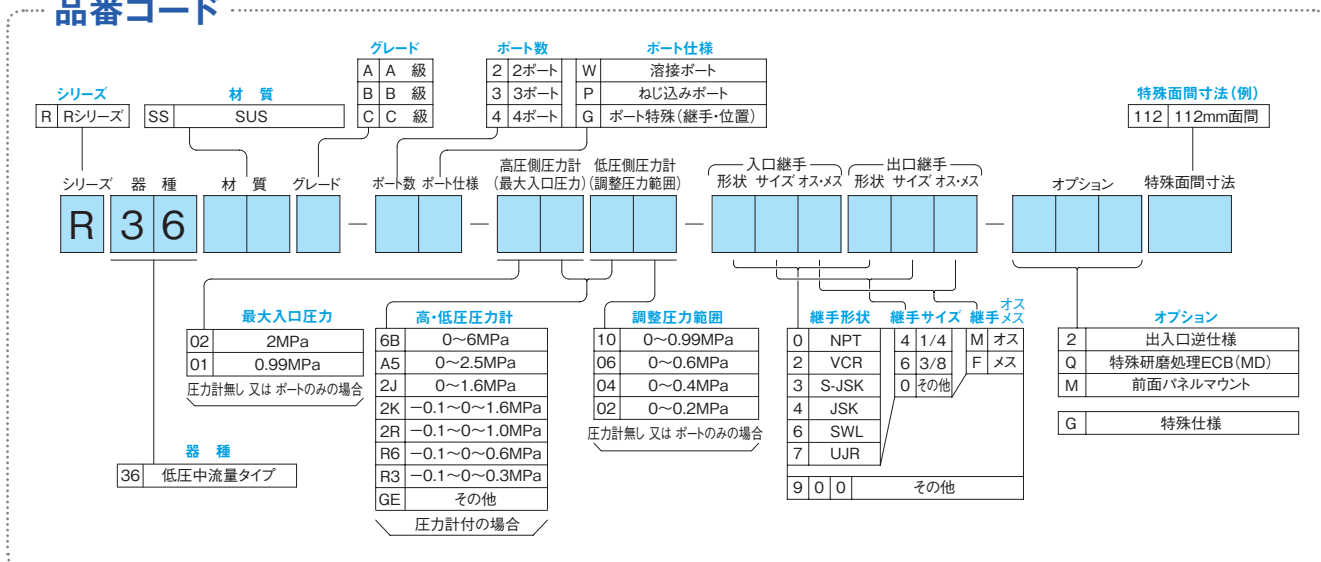 品番コード
グレード
A A 級
B B 級
C C 級
ポート数
2 2ポート
3 3ポート
4 4ポート
ポート仕様
W 溶接ポート
P ねじ込みポート
G ポート特殊(継手・位置)
シリーズ
R Rシリーズ
材 質
SS SUS
特殊面間寸法(例)
112 112mm面間
シリーズ
器 種
材 質
グレード
ポート数
ポート仕様
高圧側圧力計
(最大入口圧力)
低圧側圧力計
(調整圧力範囲)
入口継手
形状 サイズ オス・メス
出口継手
形状 サイズ オス・メス
オプション
特殊面間寸法
R 3 6 − − − −
最大入口圧力
02 2MPa
01 0.99MPa
圧力計無し 又は ポートのみの場合
器 種
36 低圧中流量タイプ
高・低圧圧力計
6B 0〜6MPa
A5 0〜2.5MPa
2J 0〜1.6MPa
2K −0.1〜0〜1.6MPa
2R −0.1〜0〜1.0MPa
R6 −0.1〜0〜0.6MPa
R3 −0.1〜0〜0.3MPa
GE その他
圧力計付の場合
調整圧力範囲
10 0〜0.99MPa
06 0〜0.6MPa
04 0〜0.4MPa
02 0〜0.2MPa
圧力計無し 又は ポートのみの場合
継手形状
0 NPT
2 VCR
3 S-JSK
4 JSK
6 SWL
7 UJR
9 0 0 その他
継手サイズ
4 1/4
6 3/8
0 その他
継手
オス
メス
M オス
F メス
オプション
2 出入口逆仕様
Q 特殊研磨処理ECB(MD)
M 前面パネルマウント
G 特殊仕様